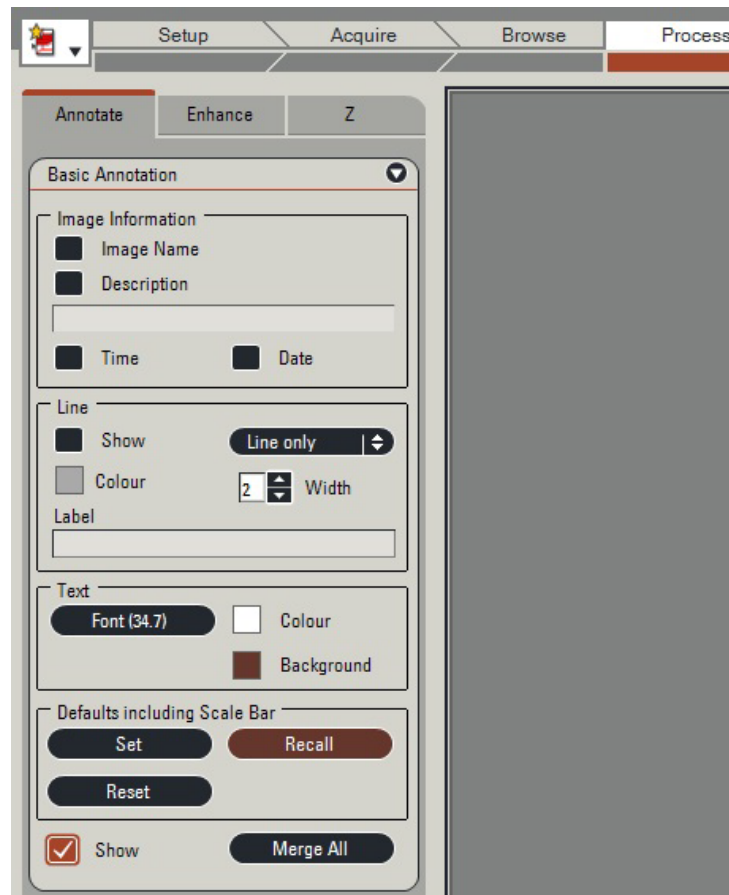 Setup Acquire Browse Process
Annotate Enhance Z
Basic Annotation
Image Information
Image Name
Description
Time Date
Line
Show Line only
Colour 2 Width
Label
Text
Font (34.7) Colour
Background
Defaults including Scale Bar
Set Recall
Reset
Show Merge All